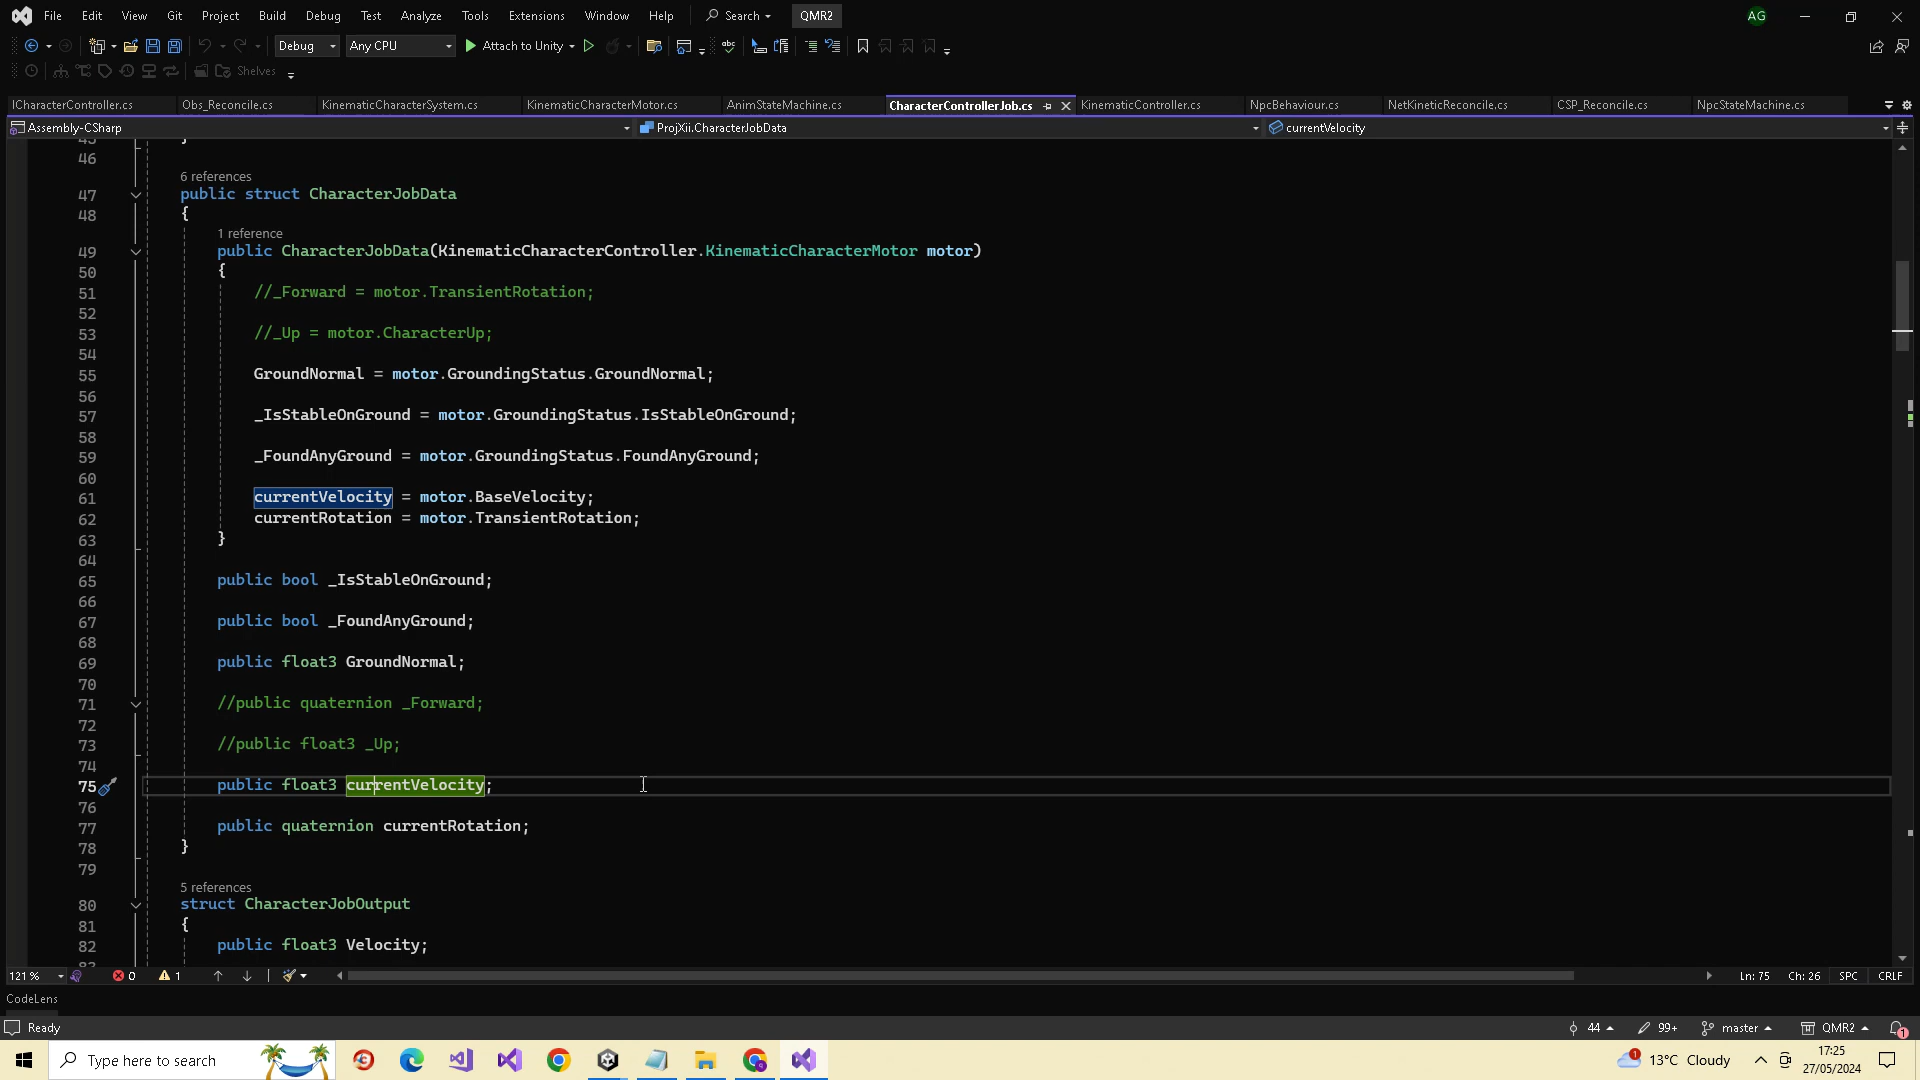 File Edit View Git Project Build Debug Test Analyze Tools Extensions Window Help Search QMR2 AG
Debug Any CPU Attach to Unity
Shelves
ICharacterController.cs Obs_Reconcile.cs KinematicCharacterSystem.cs KinematicCharacterMotor.cs AnimStateMachine.cs CharacterControllerJob.cs KinematicController.cs NpcBehaviour.cs NetKineticReconcile.cs CSP_Reconcile.cs NpcStateMachine.cs
Assembly-CSharp ProjXii.CharacterJobData currentVelocity
46
6 references
47 public struct CharacterJobData
48 {
1 reference
49 public CharacterJobData(KinematicCharacterController.KinematicCharacterMotor motor)
50 {
51 //_Forward = motor.TransientRotation;
52
53 //_Up = motor.CharacterUp;
54
55 GroundNormal = motor.GroundingStatus.GroundNormal;
56
57 _IsStableOnGround = motor.GroundingStatus.IsStableOnGround;
58
59 _FoundAnyGround = motor.GroundingStatus.FoundAnyGround;
60
61 currentVelocity = motor.BaseVelocity;
62 currentRotation = motor.TransientRotation;
63 }
64
65 public bool _IsStableOnGround;
66
67 public bool _FoundAnyGround;
68
69 public float3 GroundNormal;
70
71 //public quaternion _Forward;
72
73 //public float3 _Up;
74
75 public float3 currentVelocity;
76
77 public quaternion currentRotation;
78 }
79
5 references
80 struct CharacterJobOutput
81 {
82 public float3 Velocity;
121 % 0 1 Ln: 75 Ch: 26 SPC CRLF
CodeLens
Ready 44 99+ master QMR2 1
Type here to search 1 13°C Cloudy 17:25
27/05/2024